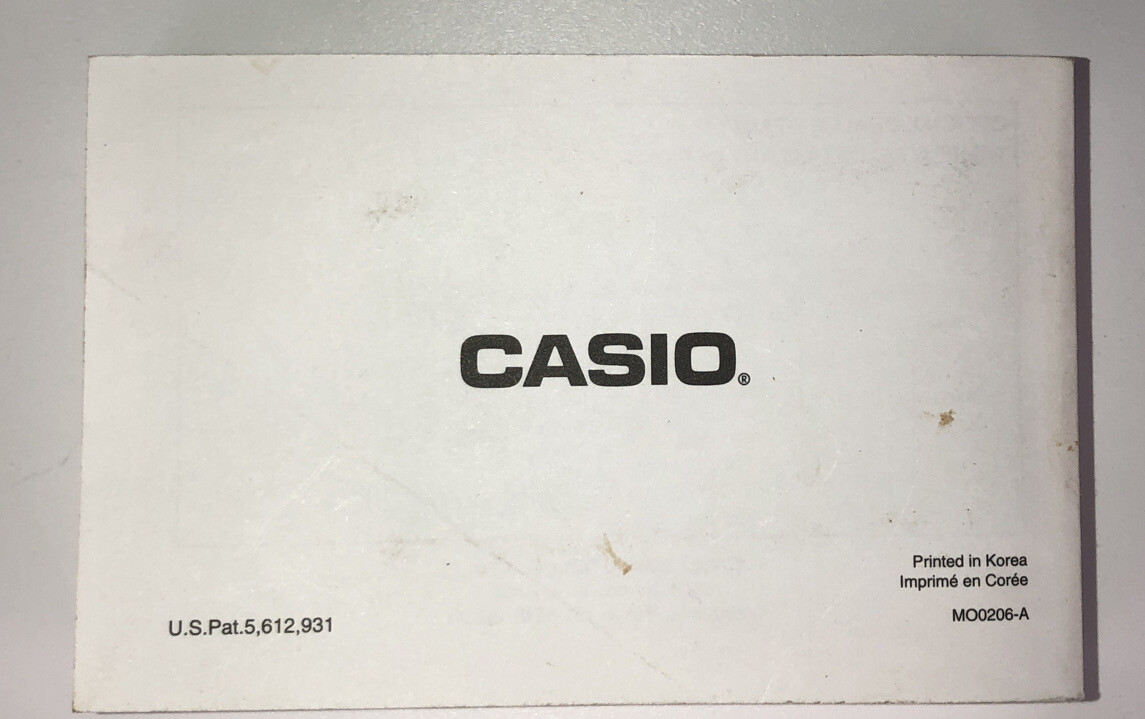 CASIO®
Printed in Korea
Imprimé en Corée
MO0206-A
U.S.Pat.5,612,931